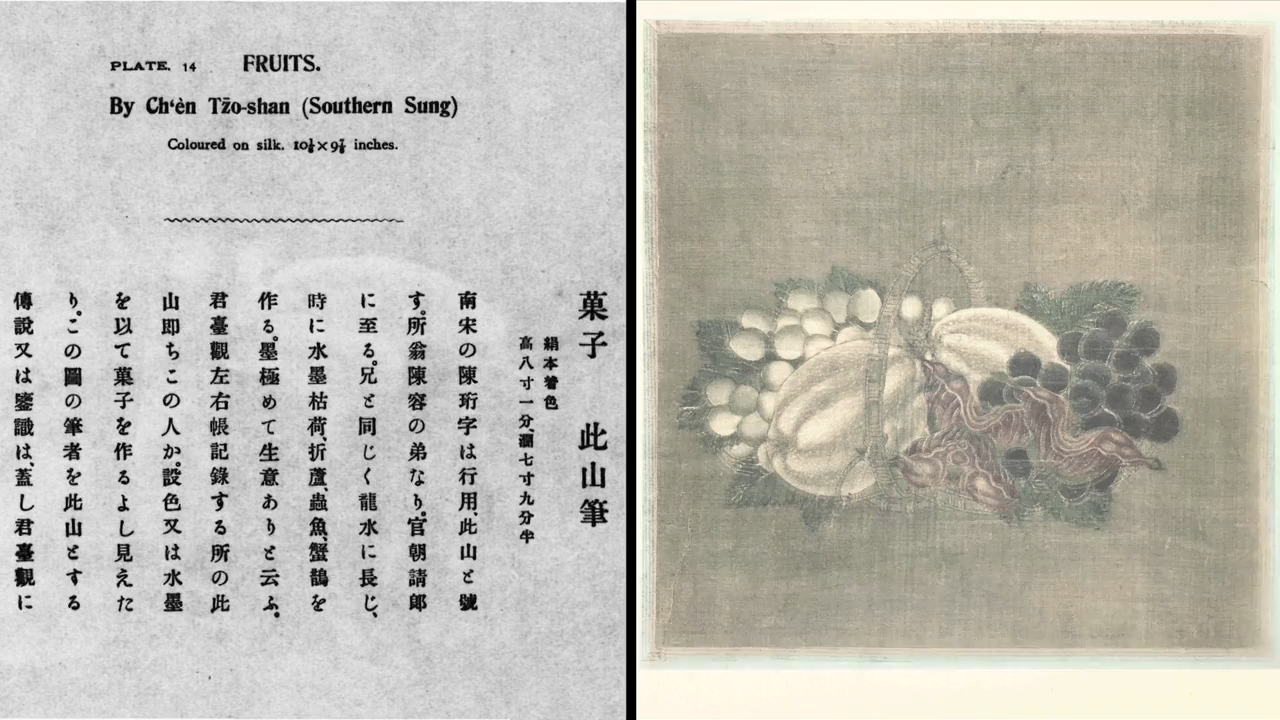 PLATE. 14 FRUITS.
By Ch‘èn Tžo-shan (Southern Sung)
Coloured on silk. 10⅛×9⅞ inches.
菓子 此山筆
絹本着色
高八寸一分、濶七寸九分半
南宋の陳珩字は行用、此山と號
す。所翁陳容の弟なり。官朝請郎
に至る。兄と同じく龍水に長じ、
時に水墨枯荷、折蘆、蟲魚、蟹鵲を
作る。墨極めて生意ありと云ふ。
君臺觀左右帳記錄する所の此
山即ちこの人か。設色又は水墨
を以て菓子を作るよし見えた
り。この圖の筆者を此山とする
傳說又は鑒識は、蓋し君臺觀に